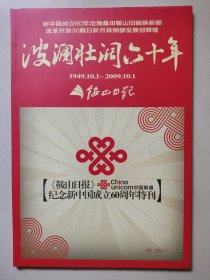 新中国成立60年沧海桑田鞍山旧貌换新颜
改革开放30载日新月异钢都发展创辉煌
波澜壮阔六十年
1949.10.1—2009.10.1
鞍山日报
《鞍山日报》
China
unicom中国联通
纪念新中国成立60周年特刊